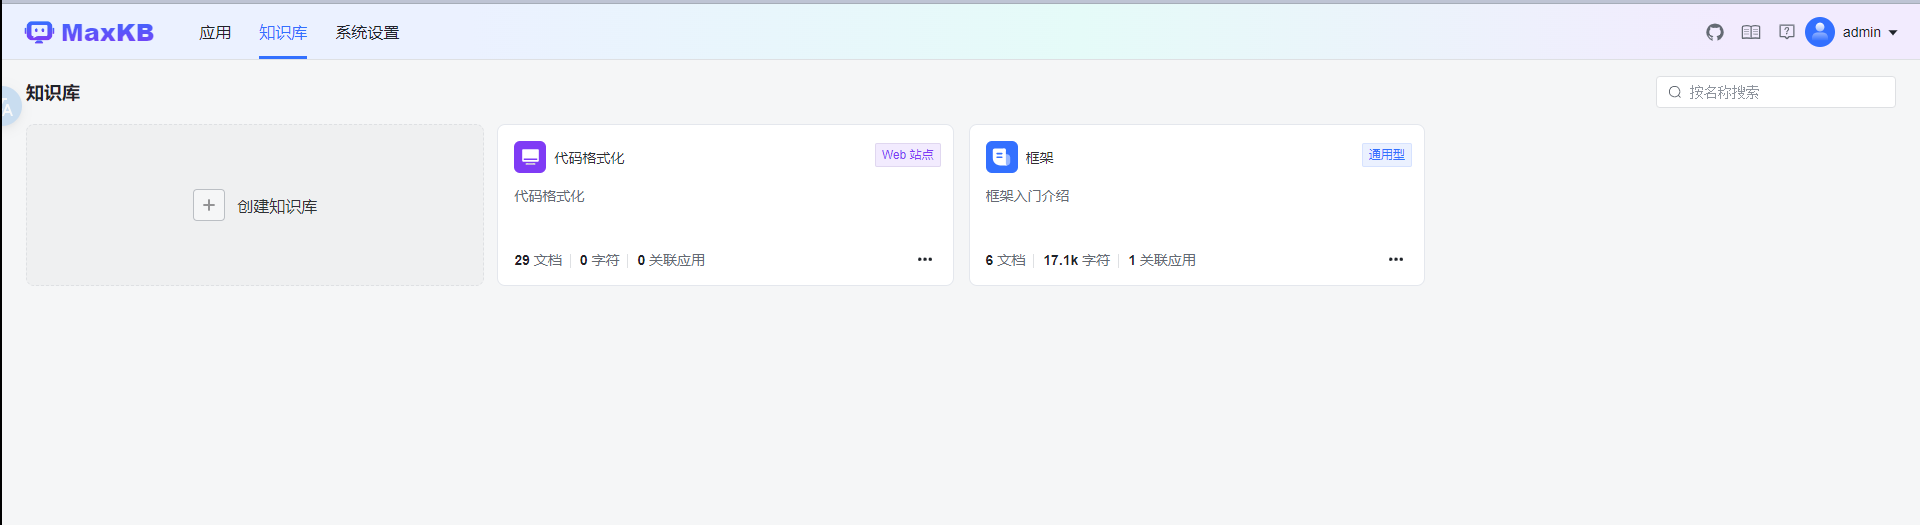 MaxKB 应用 知识库 系统设置 admin
知识库 按名称搜索
创建知识库
代码格式化 Web 站点
代码格式化
29 文档 0 字符 0 关联应用
框架 通用型
框架入门介绍
6 文档 17.1k 字符 1 关联应用